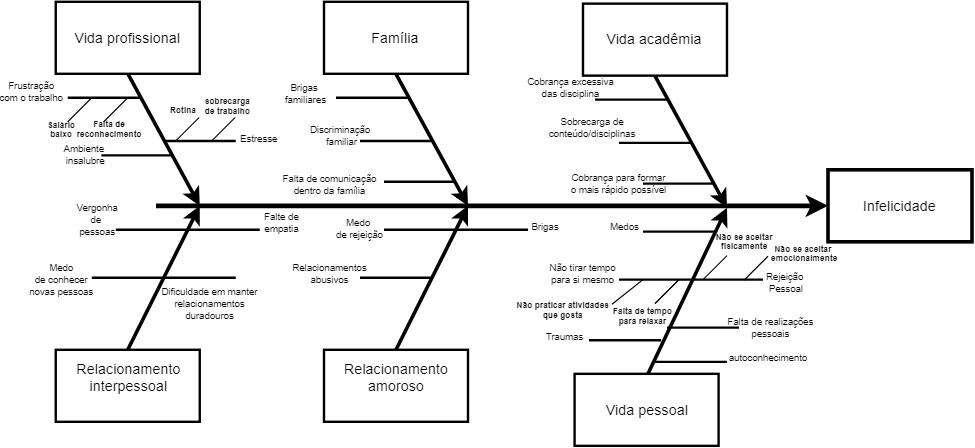 Vida profissional
Família
Vida acadêmia
Frustração
com o trabalho
Salário
baixo
Falta de
reconhecimento
Rotina
sobrecarga
de trabalho
Estresse
Ambiente
insalubre
Brigas
familiares
Discriminação
familiar
Falta de comunicação
dentro da família
Cobrança excessiva
das disciplina
Sobrecarga de
conteúdo/disciplinas
Cobrança para formar
o mais rápido possível
Infelicidade
Vergonha
de
pessoas
Falte de
empatia
Medo
de conhecer
novas pessoas
Dificuldade em manter
relacionamentos
duradouros
Medo
de rejeição
Brigas
Relacionamentos
abusivos
Medos
Não se aceitar
fisicamente
Não se aceitar
emocionalmente
Não tirar tempo
para si mesmo
Rejeição
Pessoal
Não praticar atividades
que gosta
Falta de tempo
para relaxar
Falta de realizações
pessoais
Traumas
autoconhecimento
Relacionamento
interpessoal
Relacionamento
amoroso
Vida pessoal